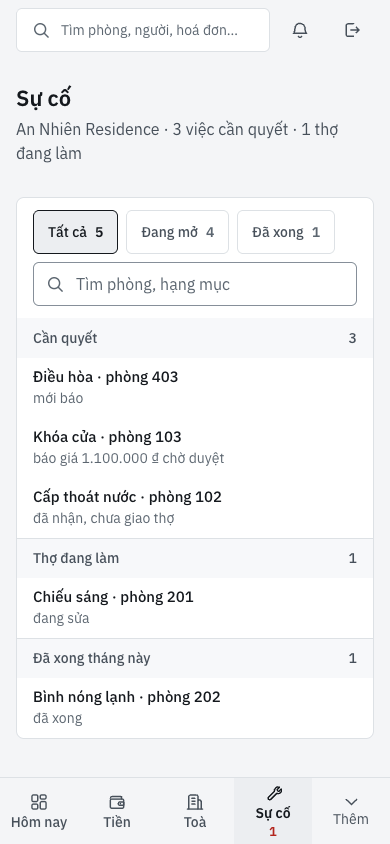 Tìm phòng, người, hoá đơn...
Sự cố
An Nhiên Residence · 3 việc cần quyết · 1 thợ
đang làm
Tất cả 5
Đang mở 4
Đã xong 1
Tìm phòng, hạng mục
Cần quyết 3
Điều hòa · phòng 403
mới báo
Khóa cửa · phòng 103
báo giá 1.100.000 ₫ chờ duyệt
Cấp thoát nước · phòng 102
đã nhận, chưa giao thợ
Thợ đang làm 1
Chiếu sáng · phòng 201
đang sửa
Đã xong tháng này 1
Bình nóng lạnh · phòng 202
đã xong
Hôm nay
Tiền
Toà
Sự cố
1
Thêm